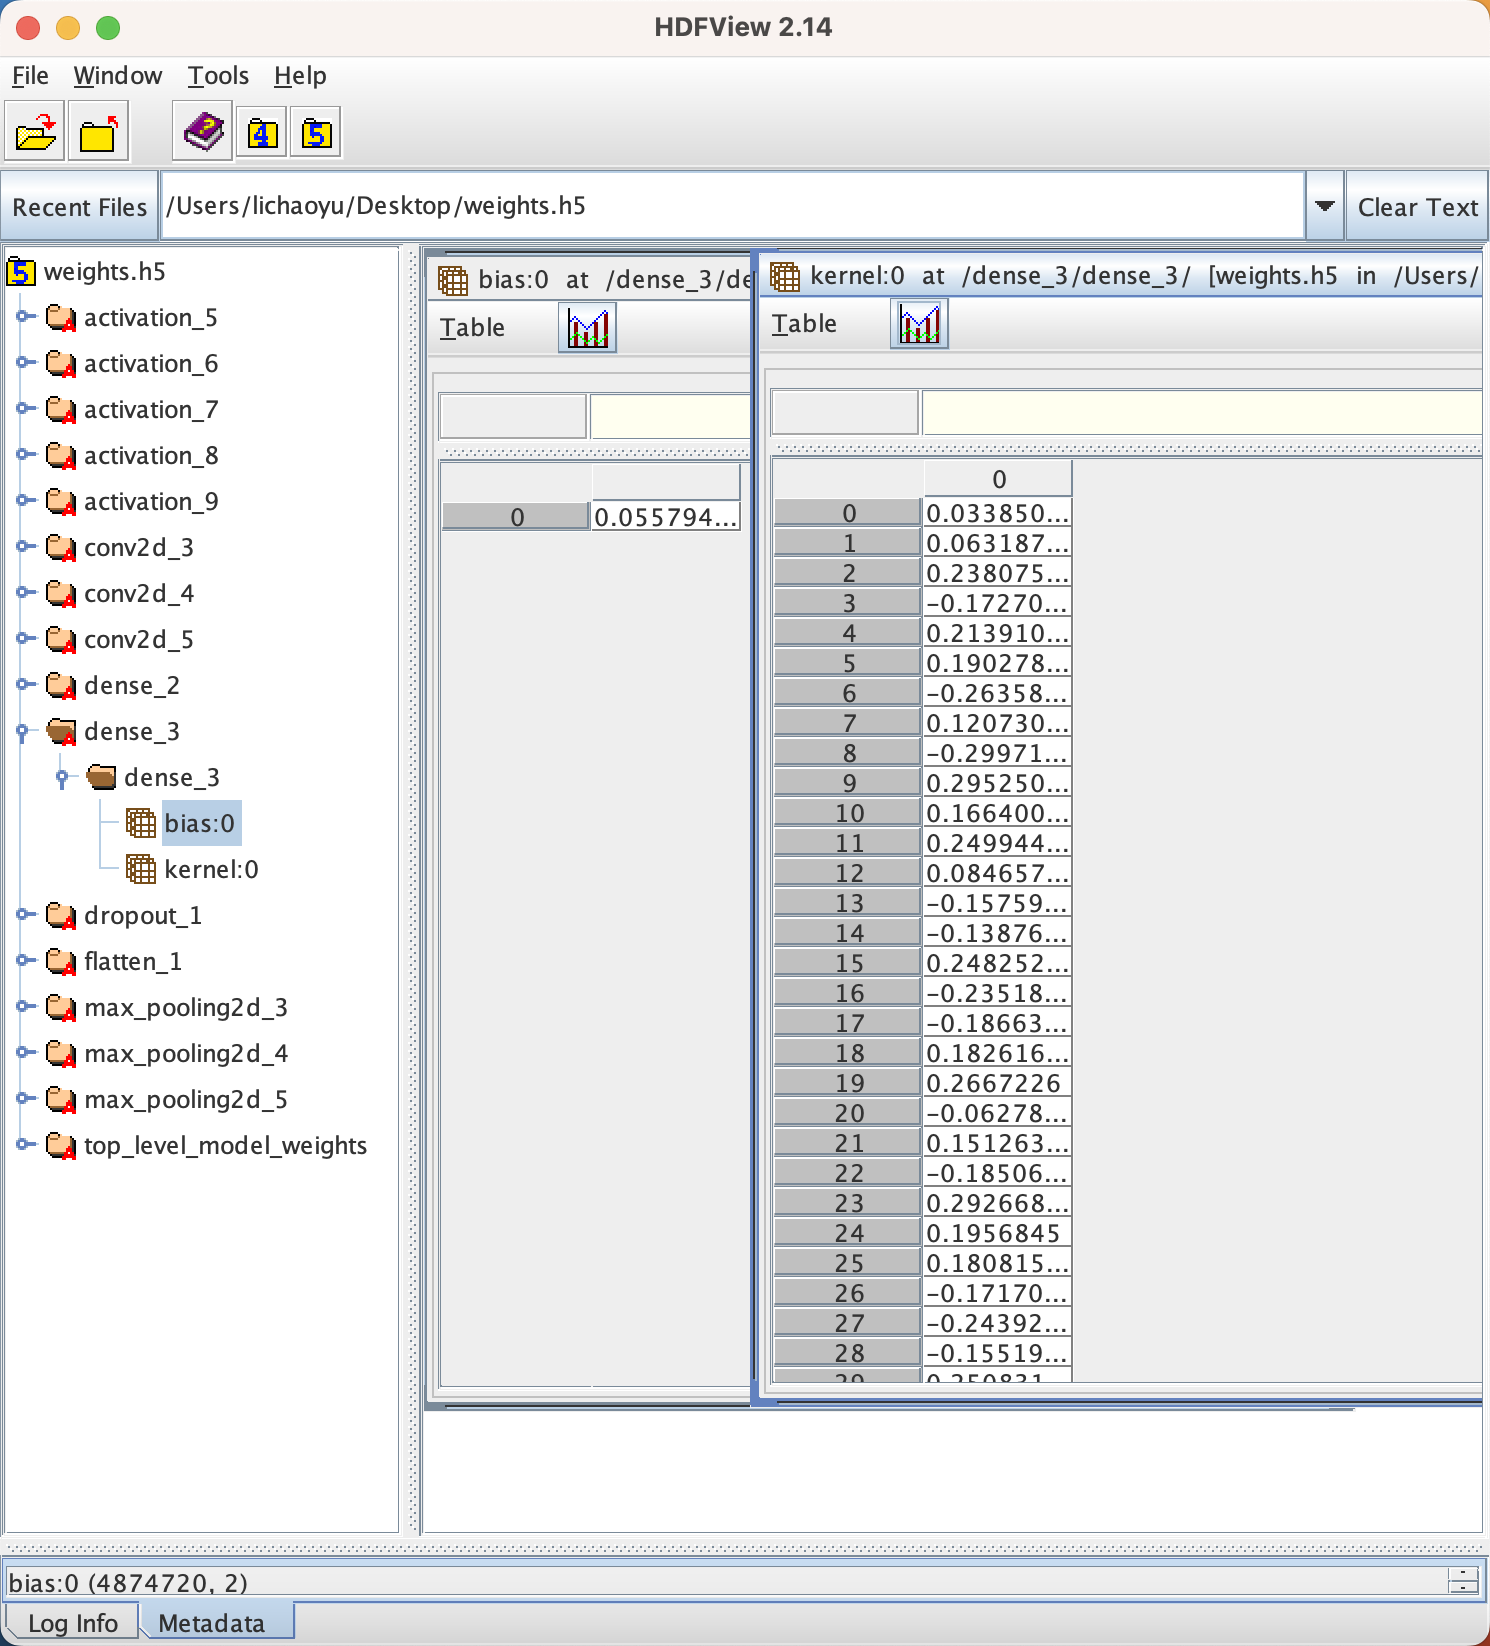 HDFView 2.14
File Window Tools Help
4 5
Recent Files /Users/lichaoyu/Desktop/weights.h5 Clear Text
5 weights.h5
activation_5
activation_6
activation_7
activation_8
activation_9
conv2d_3
conv2d_4
conv2d_5
dense_2
dense_3
dense_3
bias:0
kernel:0
dropout_1
flatten_1
max_pooling2d_3
max_pooling2d_4
max_pooling2d_5
top_level_model_weights
bias:0 at /dense_3/de
Table
0 0.055794...
kernel:0 at /dense_3/dense_3/ [weights.h5 in /Users/
Table
0
0 0.033850...
1 0.063187...
2 0.238075...
3 -0.17270...
4 0.213910...
5 0.190278...
6 -0.26358...
7 0.120730...
8 -0.29971...
9 0.295250...
10 0.166400...
11 0.249944...
12 0.084657...
13 -0.15759...
14 -0.13876...
15 0.248252...
16 -0.23518...
17 -0.18663...
18 0.182616...
19 0.2667226
20 -0.06278...
21 0.151263...
22 -0.18506...
23 0.292668...
24 0.1956845
25 0.180815...
26 -0.17170...
27 -0.24392...
28 -0.15519...
29 0.250831...
bias:0 (4874720, 2)
Log Info Metadata